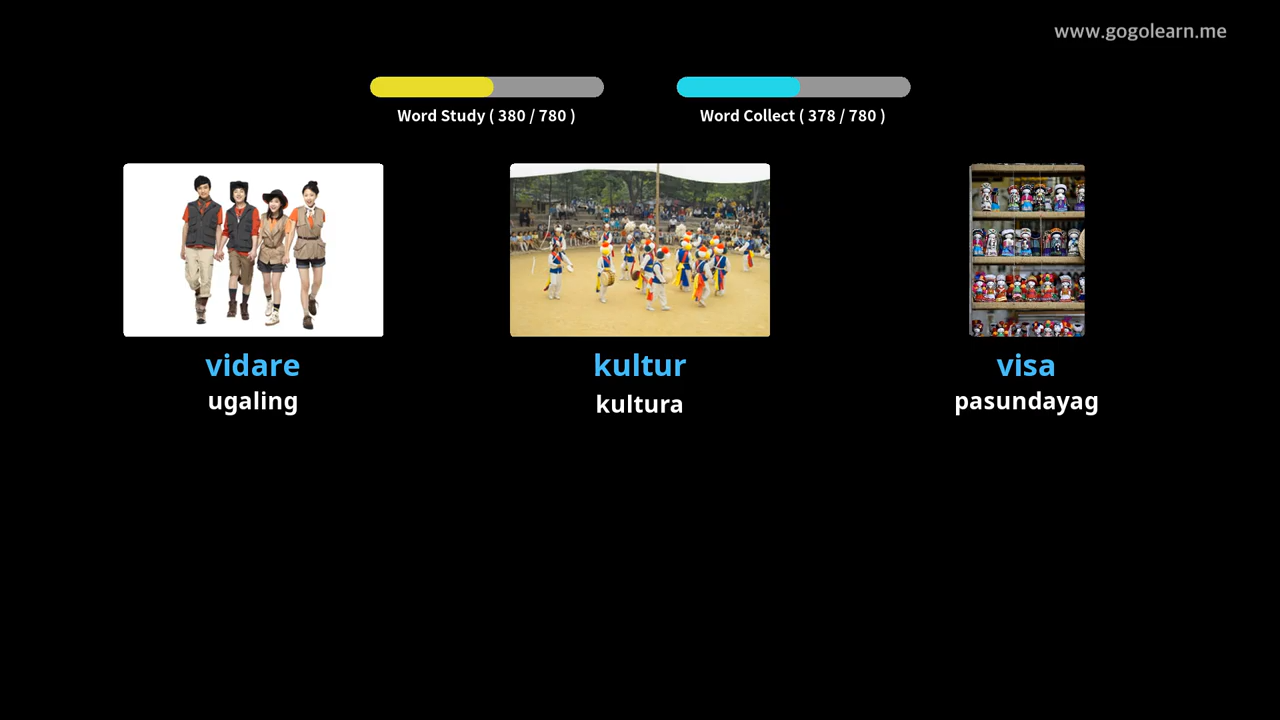 www.gogolearn.me
Word Study ( 380 / 780 )
Word Collect ( 378 / 780 )
vidare
ugaling
kultur
kultura
visa
pasundayag